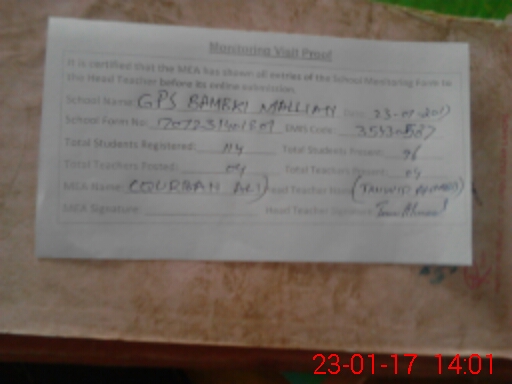 Monitoring Visit Proof
It is certified that the MEA has shown all entries of the School Monitoring Form to
the Head Teacher before its online submission.
School Name: GPS BAMBKI MALLIAN Date: 23-01-2017
School Form No: EMIS Code:
Total Students Registered: 114 Total Students Present: 96
Total Teachers Posted: 04 Total Teachers Present: 04
MEA Name: (QURBAN ALI) Head Teacher Name
MEA Signature: Head Teacher Signature
23-01-17 14:01